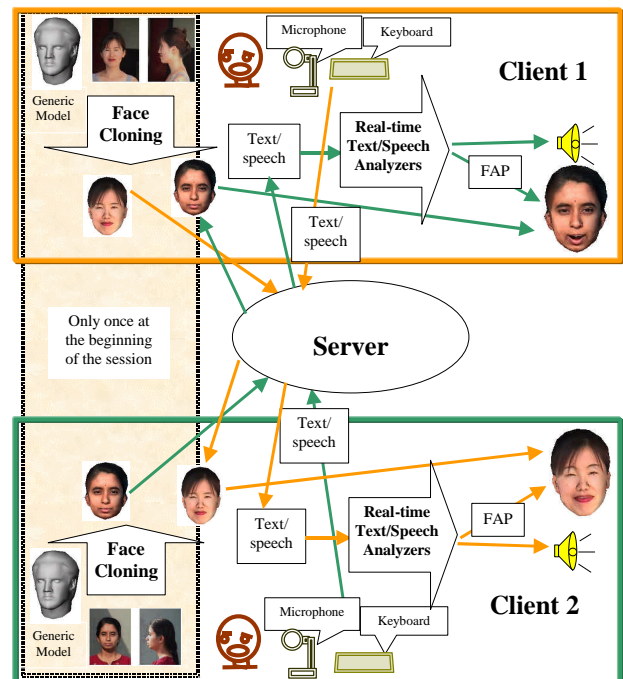 Microphone
Keyboard
Client 1
Generic
Model
Face
Cloning
Text/
speech
Real-time
Text/Speech
Analyzers
FAP
Text/
speech
Only once at
the beginning
of the session
Server
Text/
speech
Text/
speech
Real-time
Text/Speech
Analyzers
FAP
Face
Cloning
Generic
Model
Microphone
Keyboard
Client 2